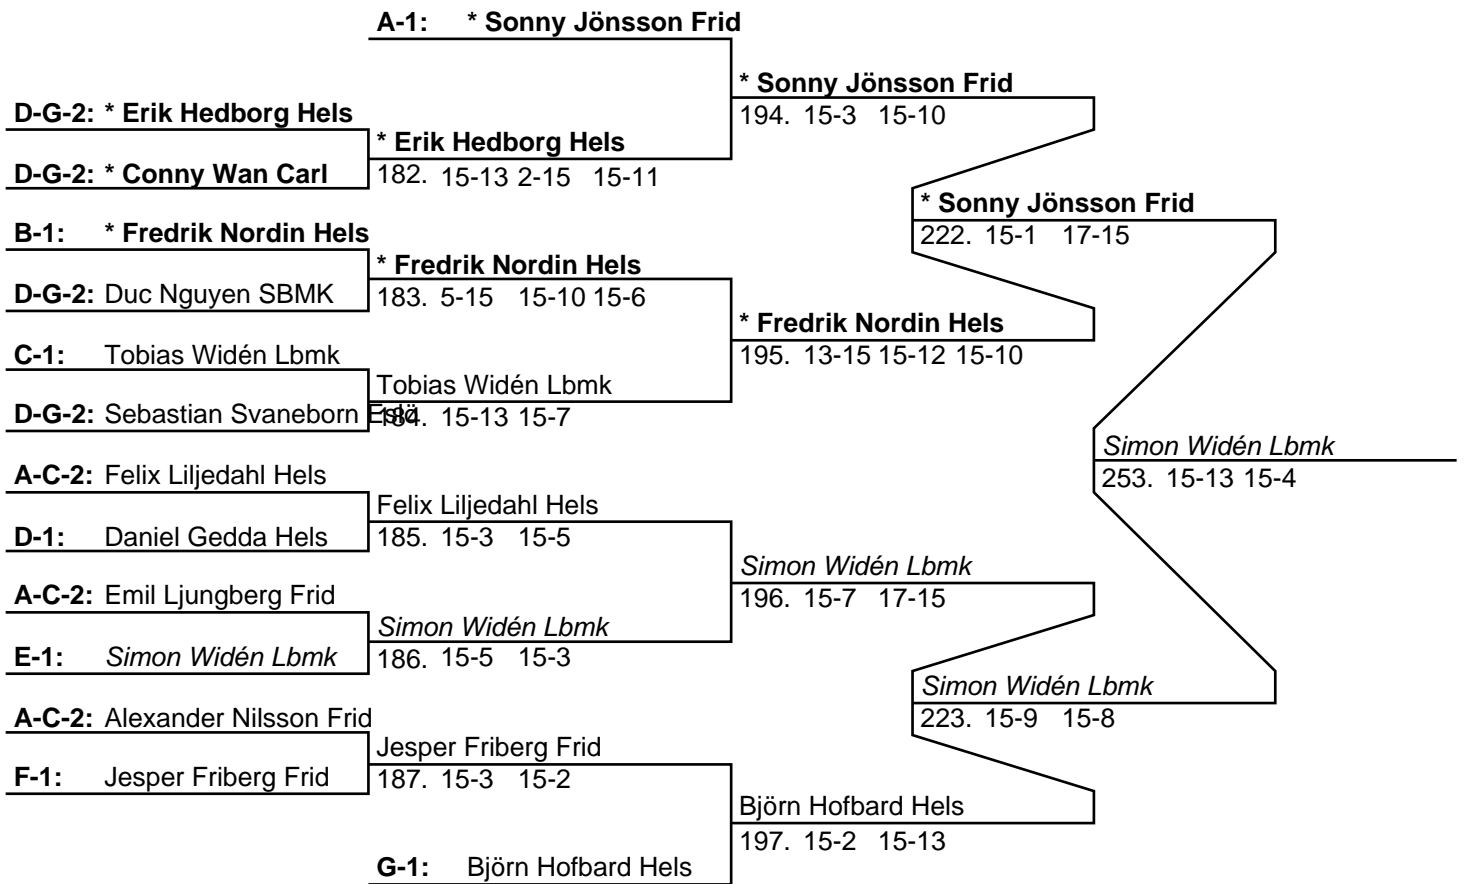 A-1: * Sonny Jönsson Frid
* Sonny Jönsson Frid
D-G-2: * Erik Hedborg Hels
194. 15-3 15-10
* Erik Hedborg Hels
D-G-2: * Conny Wan Carl
182. 15-13 2-15 15-11
* Sonny Jönsson Frid
B-1: * Fredrik Nordin Hels
222. 15-1 17-15
* Fredrik Nordin Hels
D-G-2: Duc Nguyen SBMK
183. 5-15 15-10 15-6
* Fredrik Nordin Hels
C-1: Tobias Widén Lbmk
195. 13-15 15-12 15-10
Tobias Widén Lbmk
D-G-2: Sebastian Svaneborn Eslö
184. 15-13 15-7
Simon Widén Lbmk
A-C-2: Felix Liljedahl Hels
253. 15-13 15-4
Felix Liljedahl Hels
D-1: Daniel Gedda Hels
185. 15-3 15-5
Simon Widén Lbmk
A-C-2: Emil Ljungberg Frid
196. 15-7 17-15
Simon Widén Lbmk
E-1: Simon Widén Lbmk
186. 15-5 15-3
Simon Widén Lbmk
A-C-2: Alexander Nilsson Frid
223. 15-9 15-8
Jesper Friberg Frid
F-1: Jesper Friberg Frid
187. 15-3 15-2
Björn Hofbard Hels
197. 15-2 15-13
G-1: Björn Hofbard Hels